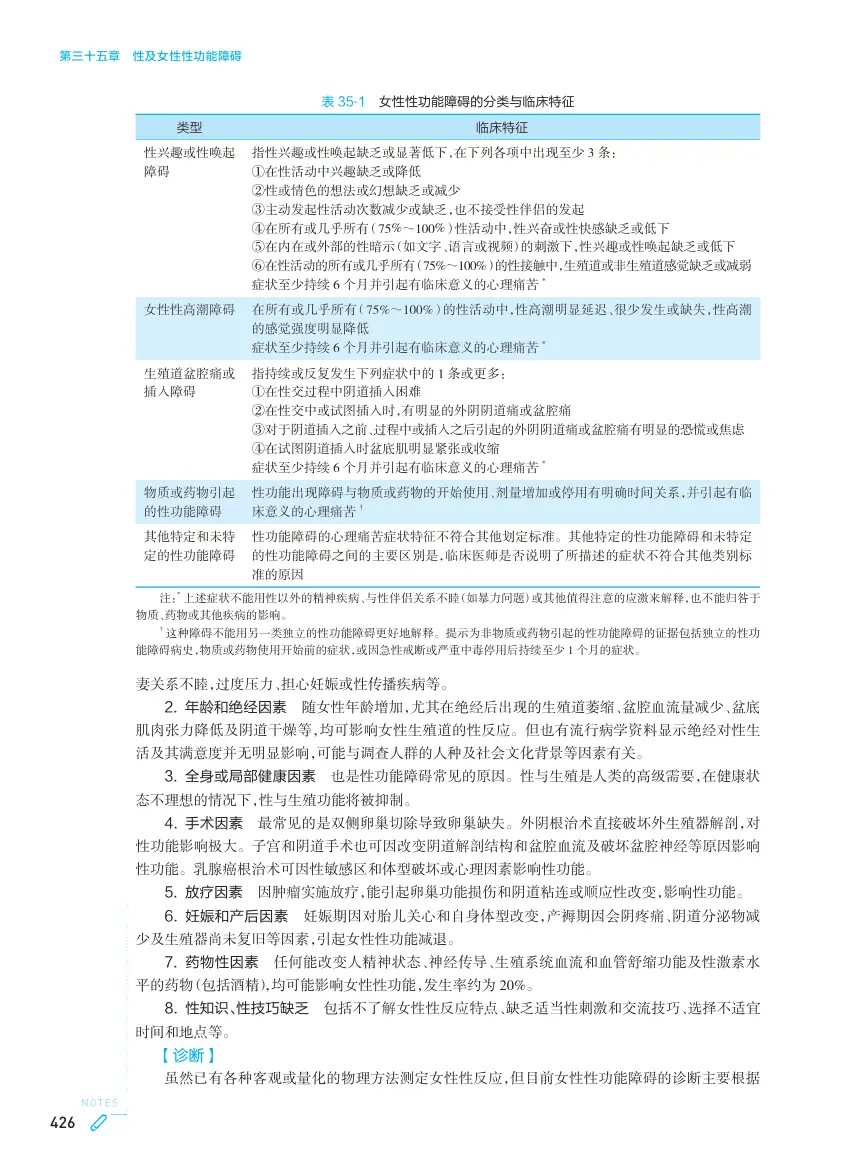 第三十五章 性及女性性功能障碍
表 35-1 女性性功能障碍的分类与临床特征
类型 临床特征
性兴趣或性唤起 指性兴趣或性唤起缺乏或显著低下,在下列各项中出现至少 3 条:
障碍 ①在性活动中兴趣缺乏或降低
②性或情色的想法或幻想缺乏或减少
③主动发起性活动次数减少或缺乏,也不接受性伴侣的发起
④在所有或几乎所有(75%~100%)性活动中,性兴奋或性快感缺乏或低下
⑤在内在或外部的性暗示(如文字、语言或视频)的刺激下,性兴趣或性唤起缺乏或低下
⑥在性活动的所有或几乎所有(75%~100%)的性接触中,生殖道或非生殖道感觉缺乏或减弱
症状至少持续 6 个月并引起有临床意义的心理痛苦*
女性性高潮障碍 在所有或几乎所有(75%~100%)的性活动中,性高潮明显延迟、很少发生或缺失,性高潮
的感觉强度明显降低
症状至少持续 6 个月并引起有临床意义的心理痛苦*
生殖道盆腔痛或 指持续或反复发生下列症状中的 1 条或更多:
插入障碍 ①在性交过程中阴道插入困难
②在性交中或试图插入时,有明显的外阴阴道痛或盆腔痛
③对于阴道插入之前、过程中或插入之后引起的外阴阴道痛或盆腔痛有明显的恐慌或焦虑
④在试图阴道插入时盆底肌明显紧张或收缩
症状至少持续 6 个月并引起有临床意义的心理痛苦*
物质或药物引起 性功能出现障碍与物质或药物的开始使用、剂量增加或停用有明确时间关系,并引起有临
的性功能障碍 床意义的心理痛苦†
其他特定和未特 性功能障碍的心理痛苦症状特征不符合其他划定标准。其他特定的性功能障碍和未特定
定的性功能障碍 的性功能障碍之间的主要区别是,临床医师是否说明了所描述的症状不符合其他类别标
准的原因
注:*上述症状不能用性以外的精神疾病、与性伴侣关系不睦(如暴力问题)或其他值得注意的应激来解释,也不能归咎于
物质、药物或其他疾病的影响。
†这种障碍不能用另一类独立的性功能障碍更好地解释。提示为非物质或药物引起的性功能障碍的证据包括独立的性功
能障碍病史,物质或药物使用开始前的症状,或因急性戒断或严重中毒停用后持续至少 1 个月的症状。
妻关系不睦,过度压力、担心妊娠或性传播疾病等。
2. 年龄和绝经因素 随女性年龄增加,尤其在绝经后出现的生殖道萎缩、盆腔血流量减少、盆底
肌肉张力降低及阴道干燥等,均可影响女性生殖道的性反应。但也有流行病学资料显示绝经对性生
活及其满意度并无明显影响,可能与调查人群的人种及社会文化背景等因素有关。
3. 全身或局部健康因素 也是性功能障碍常见的原因。性与生殖是人类的高级需要,在健康状
态不理想的情况下,性与生殖功能将被抑制。
4. 手术因素 最常见的是双侧卵巢切除导致卵巢缺失。外阴根治术直接破坏外生殖器解剖,对
性功能影响极大。子宫和阴道手术也可因改变阴道解剖结构和盆腔血流及破坏盆腔神经等原因影响
性功能。乳腺癌根治术可因性敏感区和体型破坏或心理因素影响性功能。
5. 放疗因素 因肿瘤实施放疗,能引起卵巢功能损伤和阴道粘连或顺应性改变,影响性功能。
6. 妊娠和产后因素 妊娠期因对胎儿关心和自身体型改变,产褥期因会阴疼痛、阴道分泌物减
少及生殖器尚未复旧等因素,引起女性性功能减退。
7. 药物性因素 任何能改变人精神状态、神经传导、生殖系统血流和血管舒缩功能及性激素水
平的药物(包括酒精),均可能影响女性性功能,发生率约为 20%。
8. 性知识、性技巧缺乏 包括不了解女性性反应特点、缺乏适当性刺激和交流技巧、选择不适宜
时间和地点等。
【诊断】
虽然已有各种客观或量化的物理方法测定女性性反应,但目前女性性功能障碍的诊断主要根据
NOTES
426